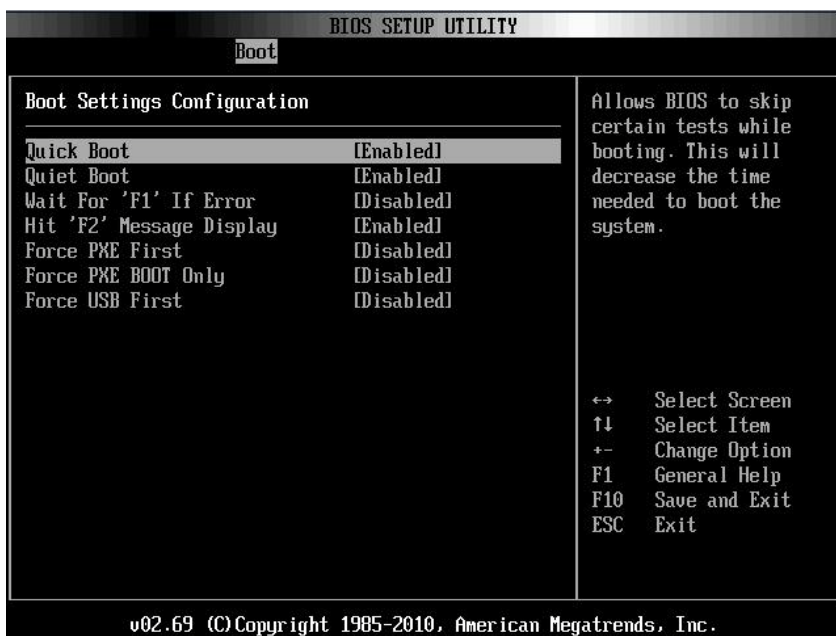 BIOS SETUP UTILITY
Boot
Boot Settings Configuration
Quick Boot [Enabled]
Quiet Boot [Enabled]
Wait For 'F1' If Error [Disabled]
Hit 'F2' Message Display [Enabled]
Force PXE First [Disabled]
Force PXE BOOT Only [Disabled]
Force USB First [Disabled]
Allows BIOS to skip
certain tests while
booting. This will
decrease the time
needed to boot the
system.
↔ Select Screen
↑↓ Select Item
+- Change Option
F1 General Help
F10 Save and Exit
ESC Exit
v02.69 (C)Copyright 1985-2010, American Megatrends, Inc.